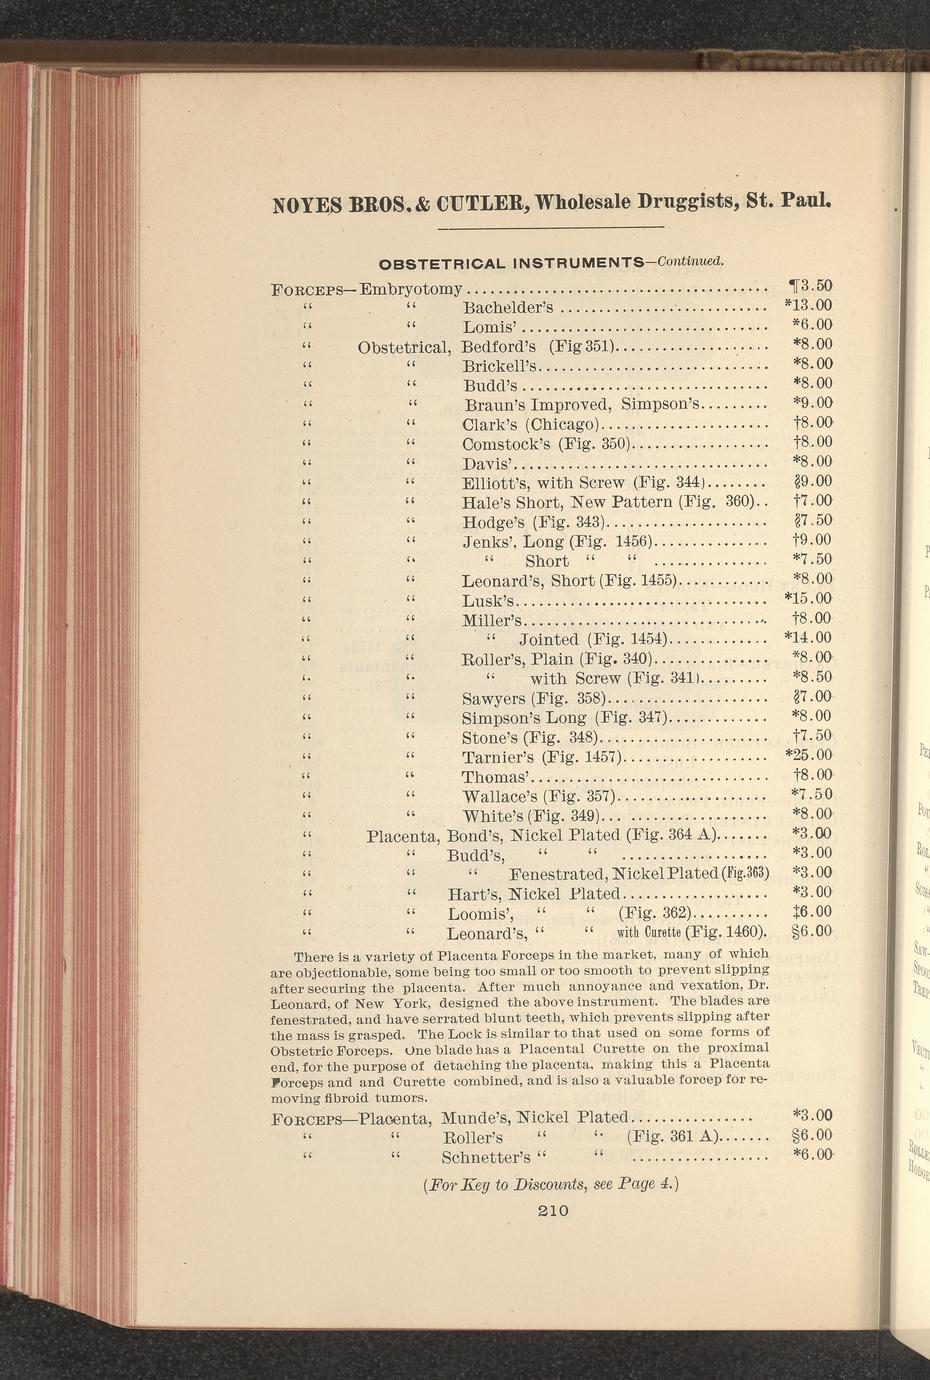 NOYES BROS. & CUTLER, Wholesale Druggists, St. Paul.
OBSTETRICAL INSTRUMENTS—Continued.
FORCEPS—Embryotomy........................................ ¶3.50
“ “ Bachelder's .......................... *13.00
“ “ Lomis' ............................... *6.00
“ Obstetrical, Bedford's (Fig 351)................... *8.00
“ “ Brickell's............................. *8.00
“ “ Budd's ............................... *8.00
“ “ Braun's Improved, Simpson's......... *9.00
“ “ Clark's (Chicago)..................... †8.00
“ “ Comstock's (Fig. 350)................. †8.00
“ “ Davis'................................ *8.00
“ “ Elliott's, with Screw (Fig. 344)........ §9.00
“ “ Hale's Short, New Pattern (Fig. 360).. †7.00
“ “ Hodge's (Fig. 343).................... §7.50
“ “ Jenks', Long (Fig. 1456)............... †9.00
“ “ “ Short “ “ ............... *7.50
“ “ Leonard's, Short (Fig. 1455)........... *8.00
“ “ Lusk's................................ *15.00
“ “ Miller's............................... †8.00
“ “ “ Jointed (Fig. 1454)............. *14.00
“ “ Roller's, Plain (Fig. 340)............... *8.00
“ “ “ with Screw (Fig. 341)......... *8.50
“ “ Sawyers (Fig. 358).................... §7.00
“ “ Simpson's Long (Fig. 347)............. *8.00
“ “ Stone's (Fig. 348)..................... †7.50
“ “ Tarnier's (Fig. 1457).................. *25.00
“ “ Thomas'.............................. †8.00
“ “ Wallace's (Fig. 357)................... *7.50
“ “ White's (Fig. 349)... ................. *8.00
“ Placenta, Bond's, Nickel Plated (Fig. 364 A)....... *3.00
“ “ Budd's, “ “ .................. *3.00
“ “ “ Fenestrated, Nickel Plated (Fig. 363) *3.00
“ “ Hart's, Nickel Plated................... *3.00
“ “ Loomis', “ “ (Fig. 362).......... ‡6.00
“ “ Leonard's, “ “ with Curette (Fig. 1460). §6.00
There is a variety of Placenta Forceps in the market, many of which
are objectionable, some being too small or too smooth to prevent slipping
after securing the placenta. After much annoyance and vexation, Dr.
Leonard, of New York, designed the above instrument. The blades are
fenestrated, and have serrated blunt teeth, which prevents slipping after
the mass is grasped. The Lock is similar to that used on some forms of
Obstetric Forceps. One blade has a Placental Curette on the proximal
end, for the purpose of detaching the placenta, making this a Placenta
Forceps and and Curette combined, and is also a valuable forcep for re-
moving fibroid tumors.
FORCEPS—Placenta, Munde's, Nickel Plated................ *3.00
“ “ Roller's “ “ (Fig. 361 A)....... §6.00
“ “ Schnetter's “ “ ................. *6.00
(For Key to Discounts, see Page 4.)
210